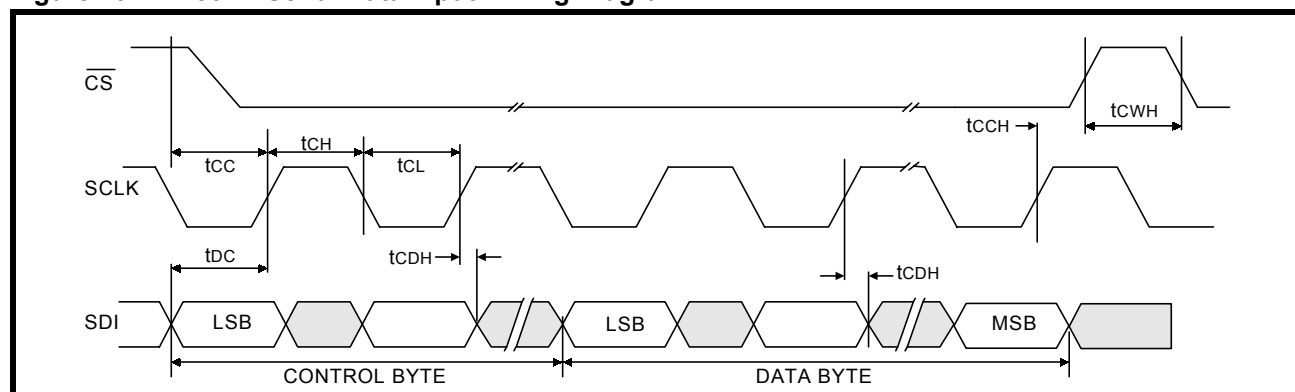 CS
tCWH
tCCH
tCC
tCH
tCL
SCLK
tDC
tCDH
tCDH
SDI
LSB
LSB
MSB
CONTROL BYTE
DATA BYTE